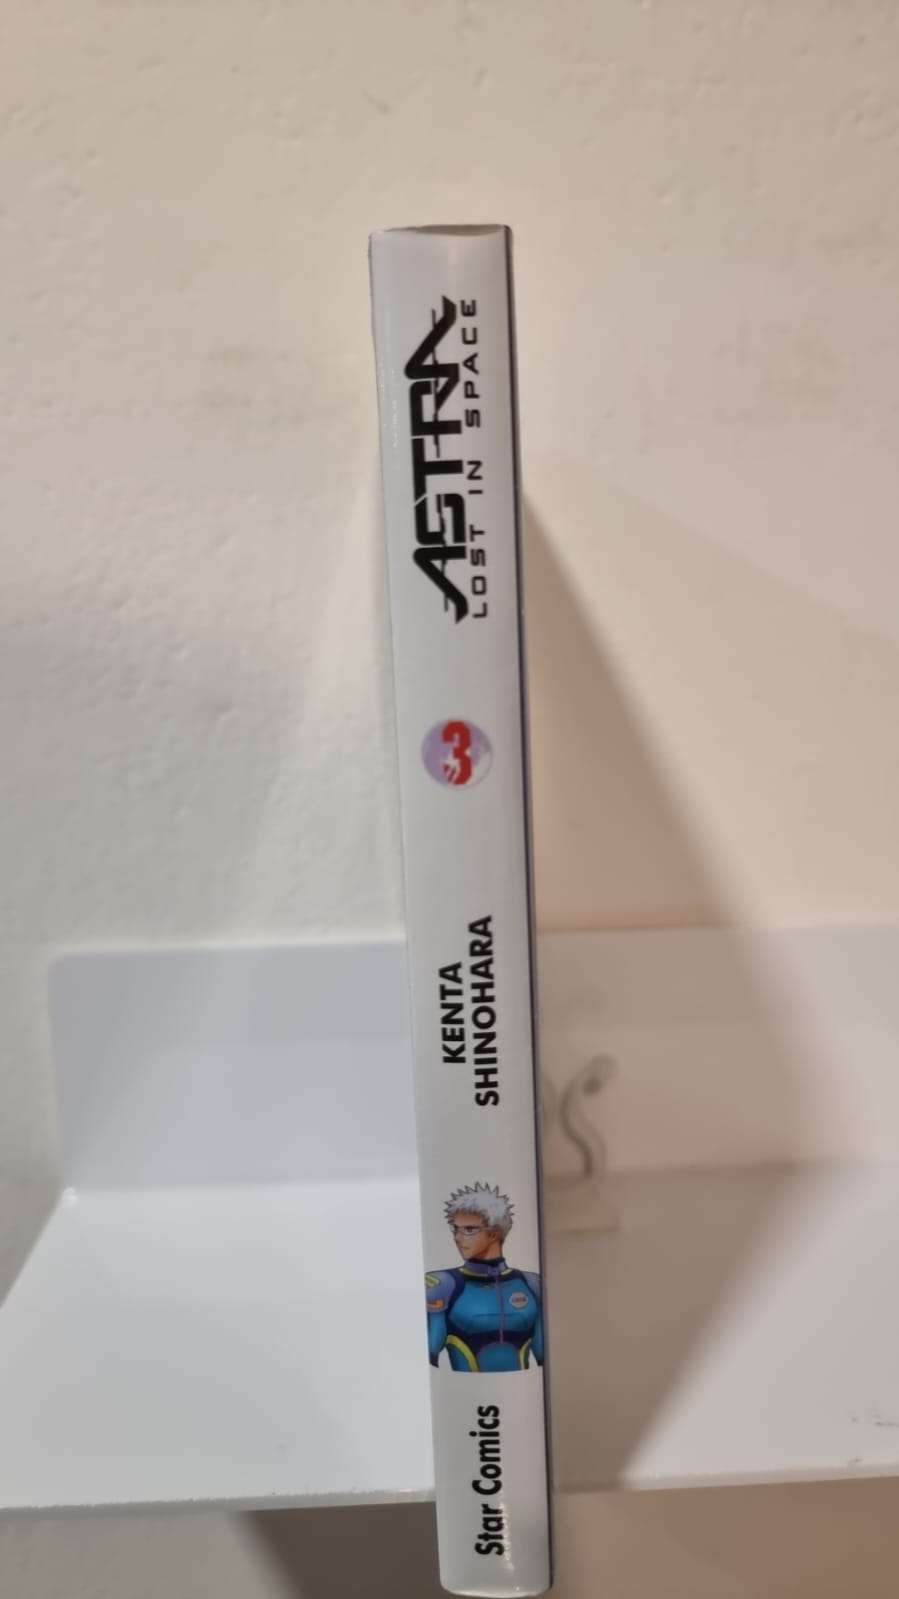 ASTRA
LOST IN SPACE
3
KENTA
SHINOHARA
Star Comics